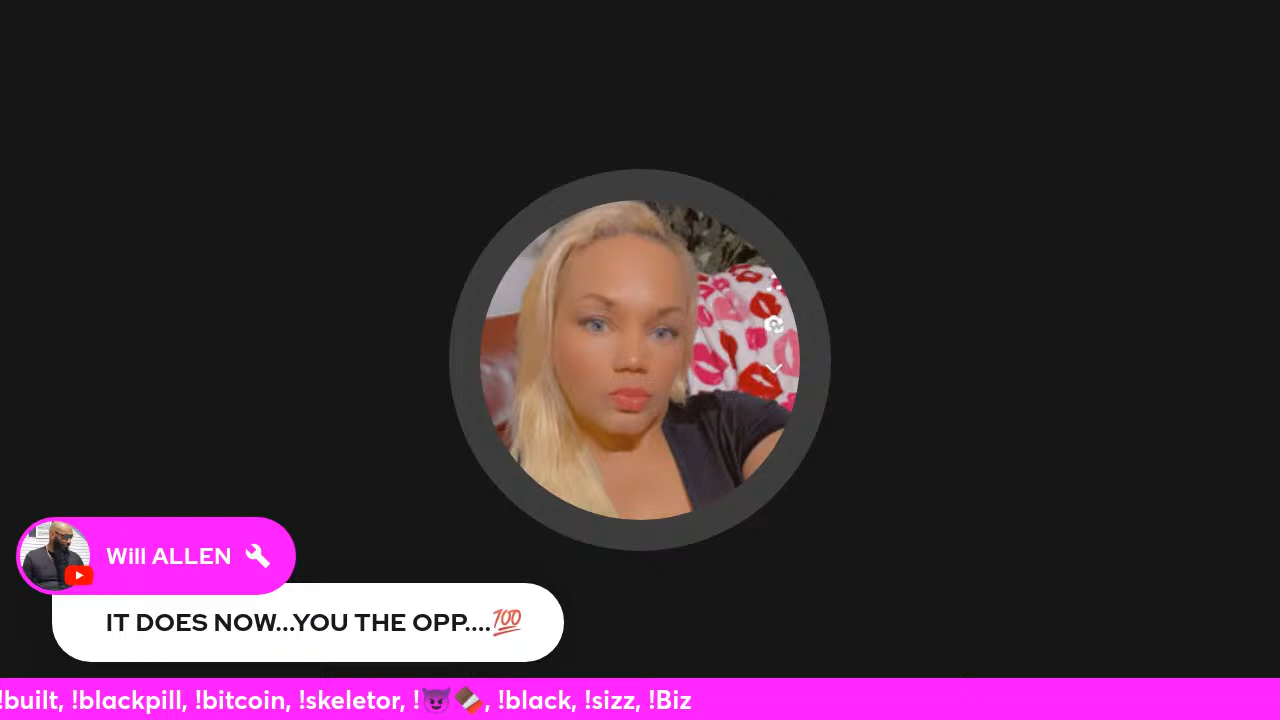 Will ALLEN
IT DOES NOW...YOU THE OPP....💯
!built, !blackpill, !bitcoin, !skeletor, !😈🍫, !black, !sizz, !Biz